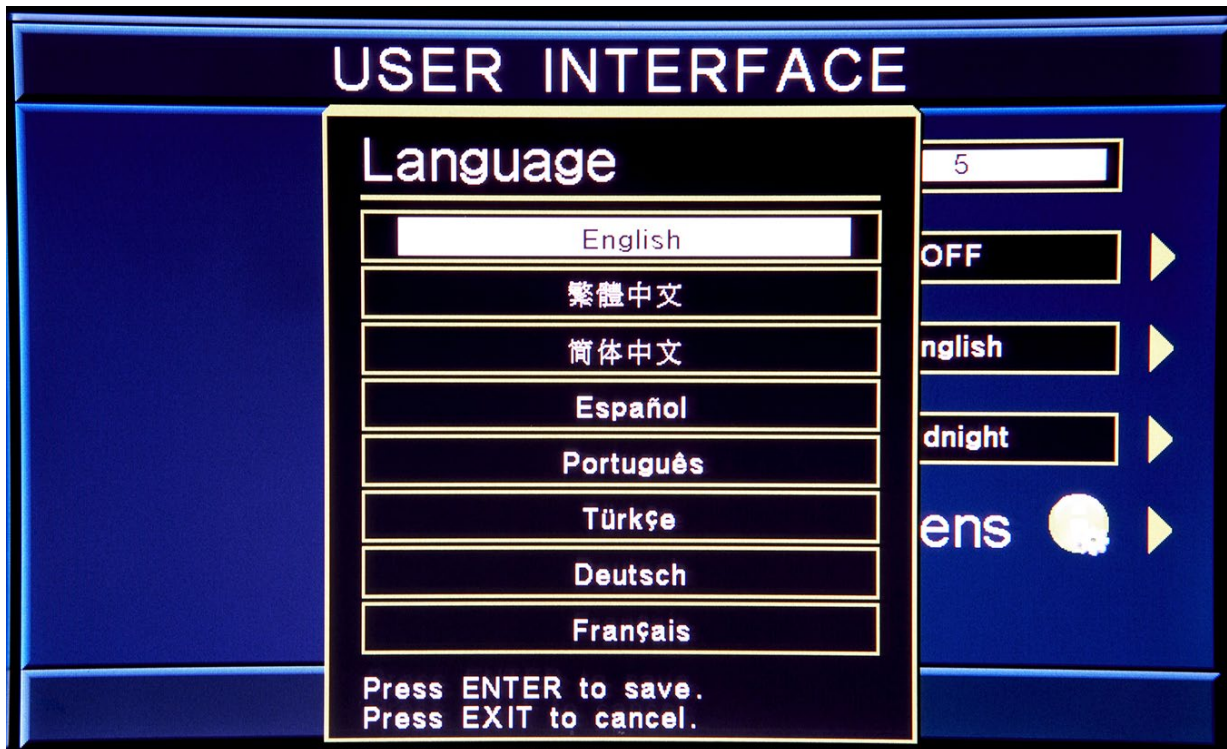 USER INTERFACE
Language
English
繁體中文
简体中文
Español
Português
Türkçe
Deutsch
Français
Press ENTER to save.
Press EXIT to cancel.
5
OFF
nglish
dnight
ens